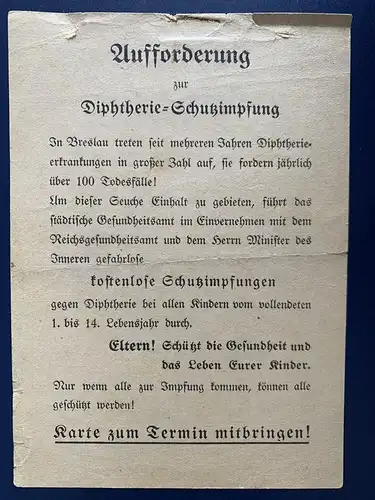 Aufforderung
zur
Diphtherie-Schutzimpfung
In Breslau treten seit mehreren Jahren Diphtherie-
erkrankungen in großer Zahl auf, sie fordern jährlich
über 100 Todesfälle!
Um dieser Seuche Einhalt zu gebieten, führt das
städtische Gesundheitsamt im Einvernehmen mit dem
Reichsgesundheitsamt und dem Herrn Minister des
Inneren gefahrlose
kostenlose Schutzimpfungen
gegen Diphtherie bei allen Kindern vom vollendeten
1. bis 14. Lebensjahr durch.
Eltern! Schützt die Gesundheit und
das Leben Eurer Kinder.
Nur wenn alle zur Impfung kommen, können alle
geschützt werden!
Karte zum Termin mitbringen!